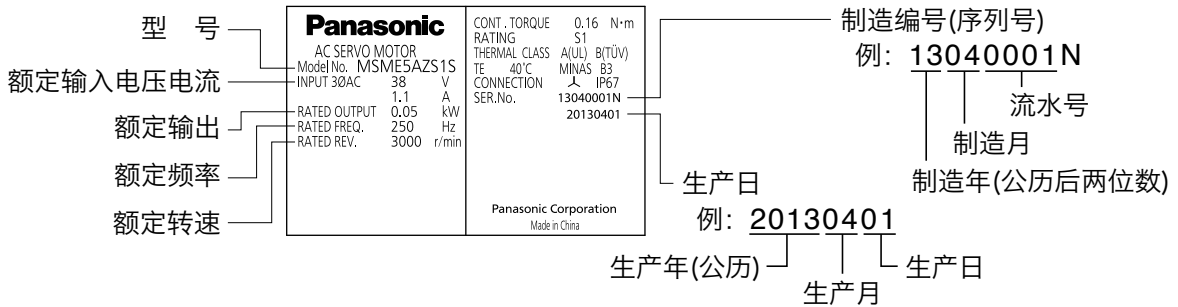 型 号
额定输入电压电流
额定输出
额定频率
额定转速
Panasonic
AC SERVO MOTOR
Model No. MSME5AZS1S
INPUT 3ØAC 38 V
1.1 A
RATED OUTPUT 0.05 kW
RATED FREQ. 250 Hz
RATED REV. 3000 r/min
CONT . TORQUE 0.16 N·m
RATING S1
THERMAL CLASS A(UL) B(TÜV)
TE 40℃ MINAS B3
CONNECTION 人 IP67
SER.No. 13040001N
20130401
Panasonic Corporation
Made in China
制造编号(序列号)
例: 13040001N
流水号
制造月
制造年(公历后两位数)
生产日
例: 20130401
生产年(公历)
生产日
生产月